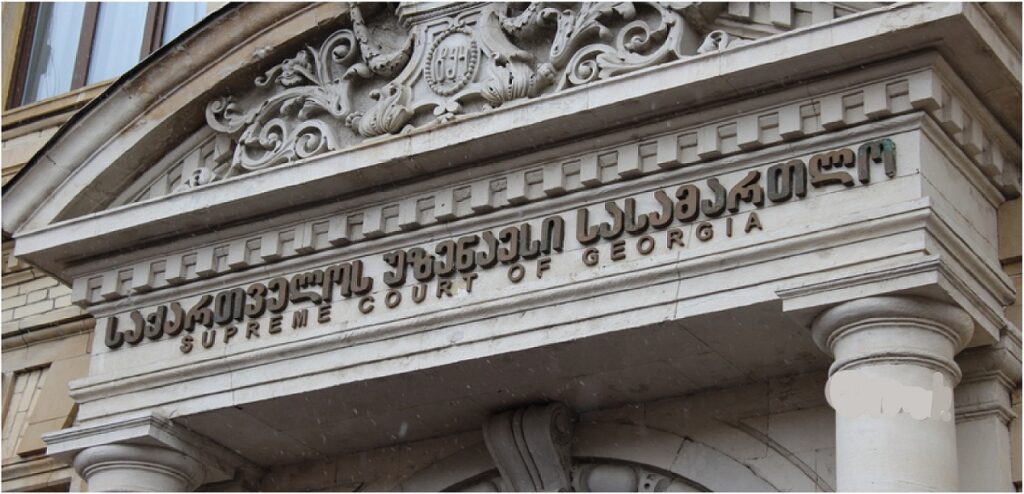 საქართველოს უზენაესი სასამართლო
SUPREME COURT OF GEORGIA